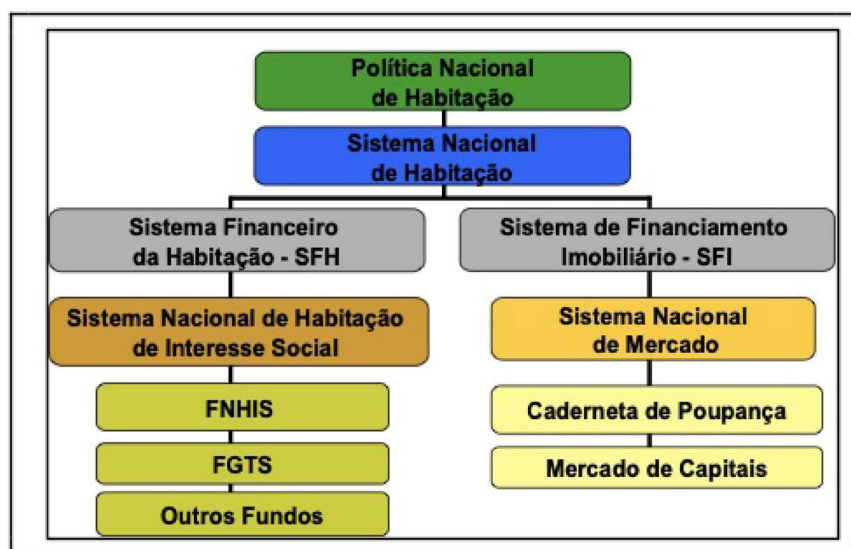 Política Nacional
de Habitação
Sistema Nacional
de Habitação
Sistema Financeiro
da Habitação - SFH
Sistema de Financiamento
Imobiliário - SFI
Sistema Nacional de Habitação
de Interesse Social
Sistema Nacional
de Mercado
FNHIS
Caderneta de Poupança
FGTS
Mercado de Capitais
Outros Fundos